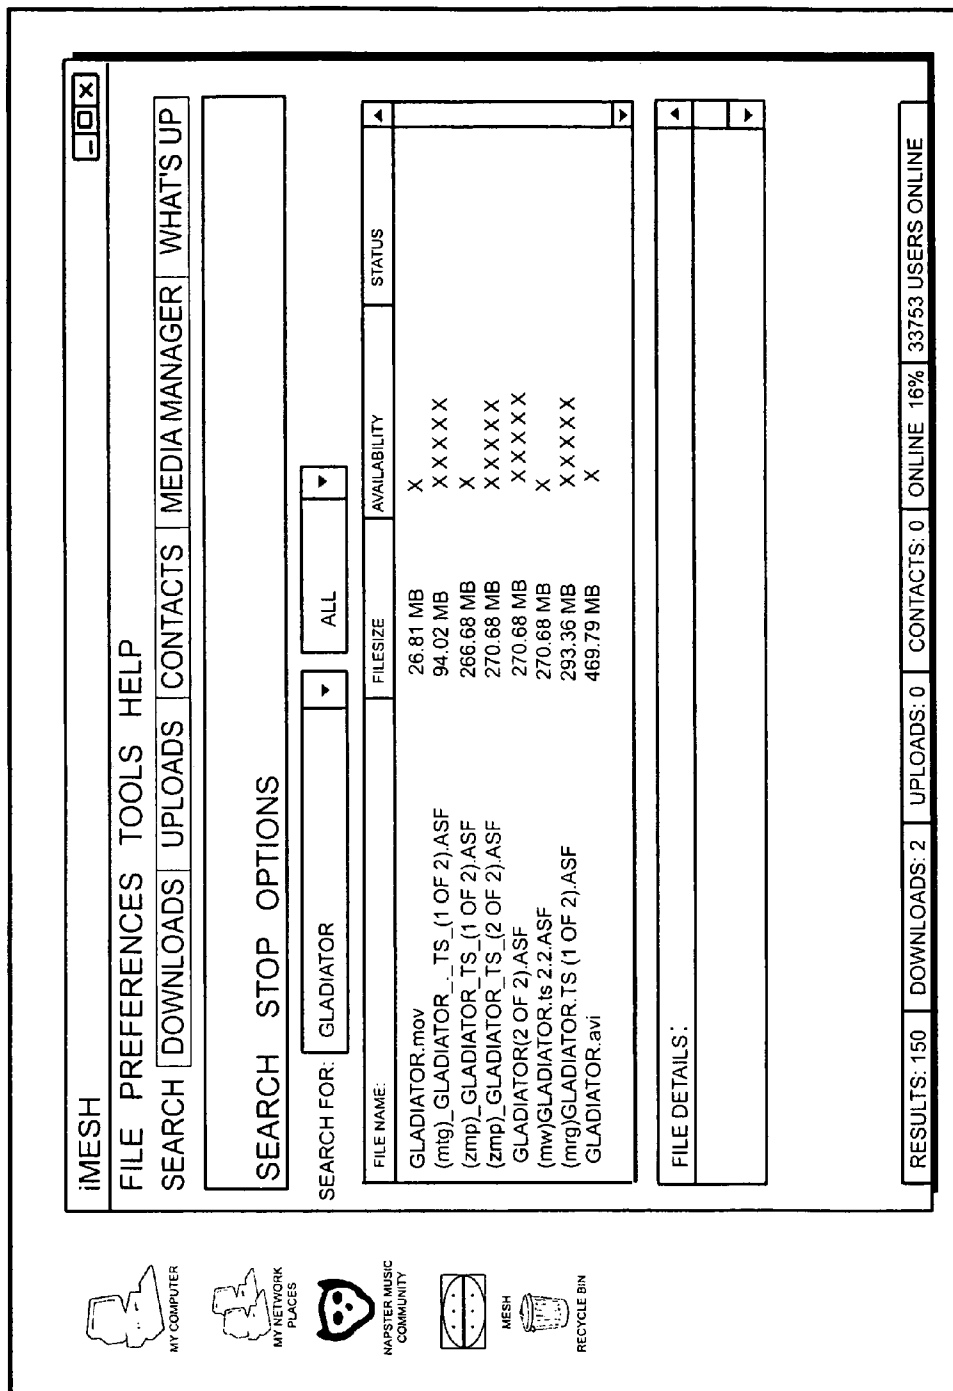 MY COMPUTER
MY NETWORK
PLACES
NAPSTER MUSIC
COMMUNITY
MESH
RECYCLE BIN
iMESH
FILE PREFERENCES TOOLS HELP
SEARCH DOWNLOADS UPLOADS CONTACTS MEDIA MANAGER WHAT'S UP
SEARCH STOP OPTIONS
SEARCH FOR: GLADIATOR ALL
FILE NAME: FILESIZE AVAILABILITY STATUS
GLADIATOR.mov 26.81 MB X
(mtg)_GLADIATOR_._TS_(1 OF 2).ASF 94.02 MB X X X X X
(zmp)_GLADIATOR_TS_(1 OF 2).ASF 266.68 MB X
(zmp)_GLADIATOR_TS_(2 OF 2).ASF 270.68 MB X X X X X
GLADIATOR(2 OF 2).ASF 270.68 MB X X X X X
(mw)GLADIATOR.ts 2.2.ASF 270.68 MB X
(mrg)GLADIATOR.TS (1 OF 2).ASF 293.36 MB X X X X X
GLADIATOR.avi 469.79 MB X
FILE DETAILS:
RESULTS: 150 DOWNLOADS: 2 UPLOADS: 0 CONTACTS: 0 ONLINE 16% 33753 USERS ONLINE